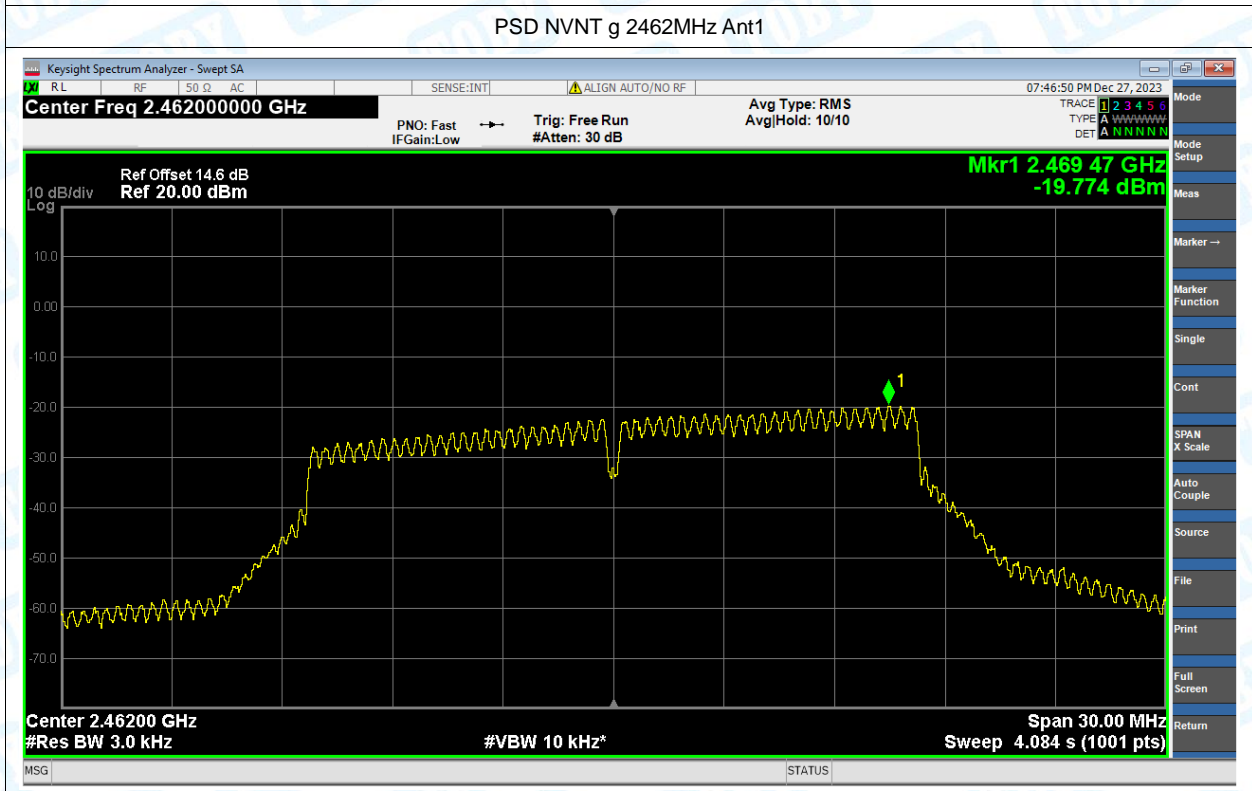 PSD NVNT g 2462MHz Ant1
Keysight Spectrum Analyzer - Swept SA
LXI RL RF 50 Ω AC SENSE:INT ALIGN AUTO/NO RF 07:46:50 PM Dec 27, 2023
Center Freq 2.462000000 GHz
PNO: Fast
IFGain:Low
Trig: Free Run
#Atten: 30 dB
Avg Type: RMS
Avg|Hold: 10/10
TRACE 1 2 3 4 5 6
TYPE A WWWWW
DET A N N N N N
Ref Offset 14.6 dB
10 dB/div Ref 20.00 dBm
Log
Mkr1 2.469 47 GHz
-19.774 dBm
10.0
0.00
-10.0
-20.0
-30.0
-40.0
-50.0
-60.0
-70.0
1
Center 2.46200 GHz Span 30.00 MHz
#Res BW 3.0 kHz #VBW 10 kHz* Sweep 4.084 s (1001 pts)
MSG STATUS
Mode
Mode
Setup
Meas
Marker →
Marker
Function
Single
Cont
SPAN
X Scale
Auto
Couple
Source
File
Print
Full
Screen
Return
TOBY